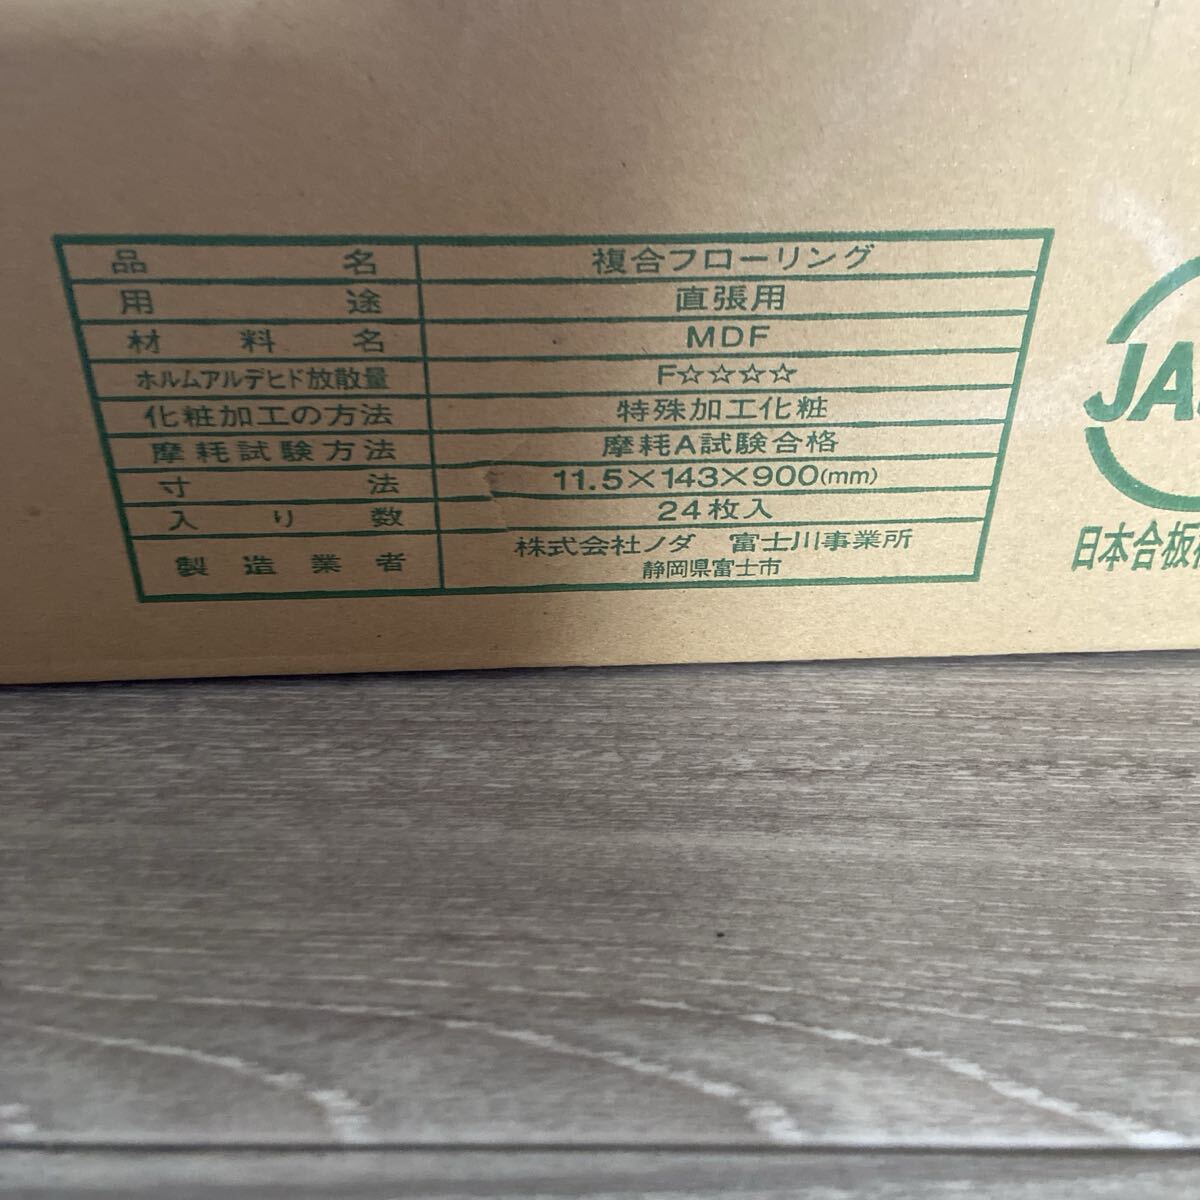 品名 複合フローリング
用途 直張用
材料名 MDF
ホルムアルデヒド放散量 F☆☆☆☆
化粧加工の方法 特殊加工化粧
摩耗試験方法 摩耗A試験合格
寸法 11.5×143×900(mm)
入り数 24枚入
製造業者 株式会社ノダ 富士川事業所
静岡県富士市
JA
日本合板